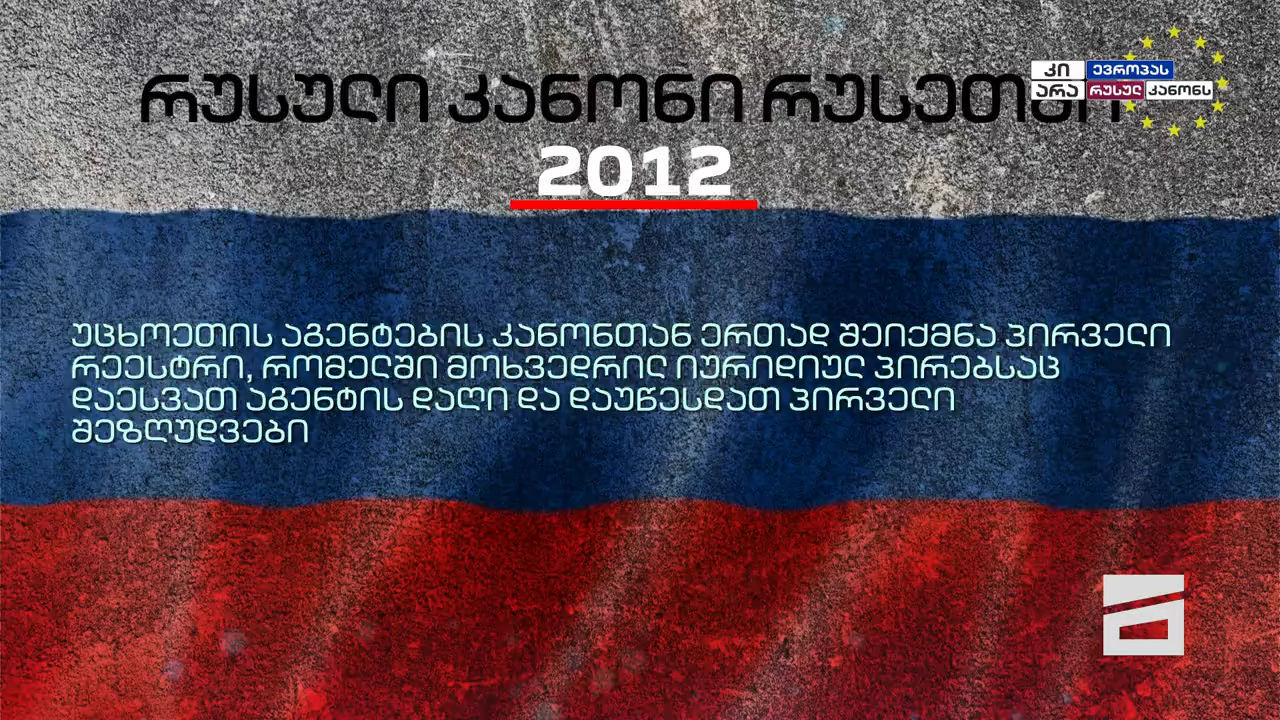 რუსული კანონი რუსეთში
2012
კი ევროპას
არა რუსულ კანონს
უცხოეთის აგენტების კანონთან ერთად შეიქმნა პირველი
რეესტრი, რომელში მოხვედრილ იურიდიულ პირებსაც
დაესვათ აგენტის დაღი და დაუწესდათ პირველი
შეზღუდვები